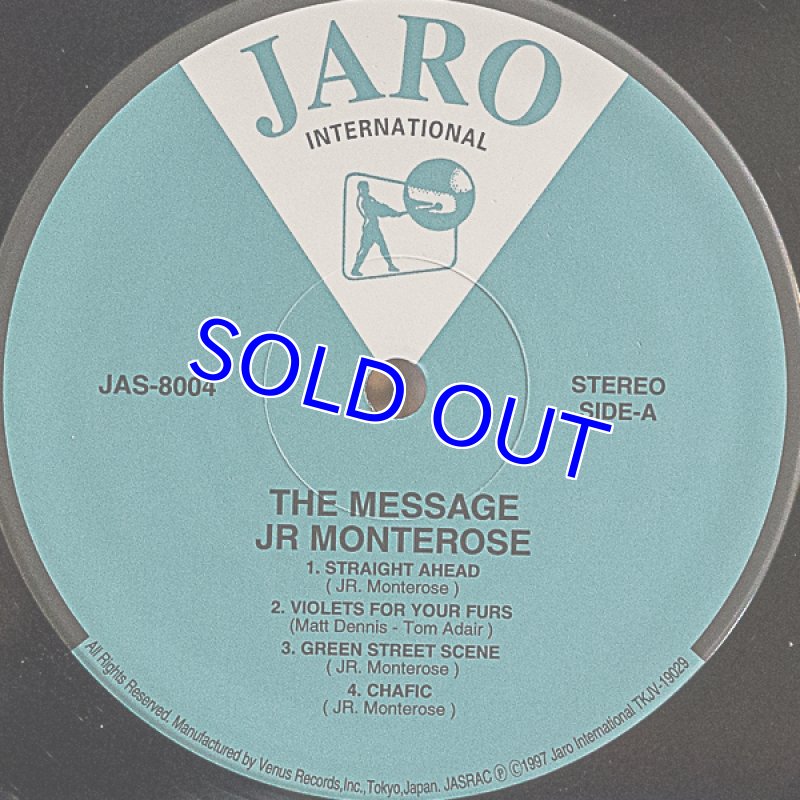 JARO
INTERNATIONAL
JAS-8004
STEREO
SIDE-A
SOLD OUT
THE MESSAGE
JR MONTEROSE
1. STRAIGHT AHEAD
( JR. Monterose )
2. VIOLETS FOR YOUR FURS
(Matt Dennis - Tom Adair )
3. GREEN STREET SCENE
( JR. Monterose )
4. CHAFIC
( JR. Monterose )
All Rights Reserved. Manufactured by Venus Records,Inc.,Tokyo,Japan. JASRAC Ⓟ ©1997 Jaro International TKJV-19029